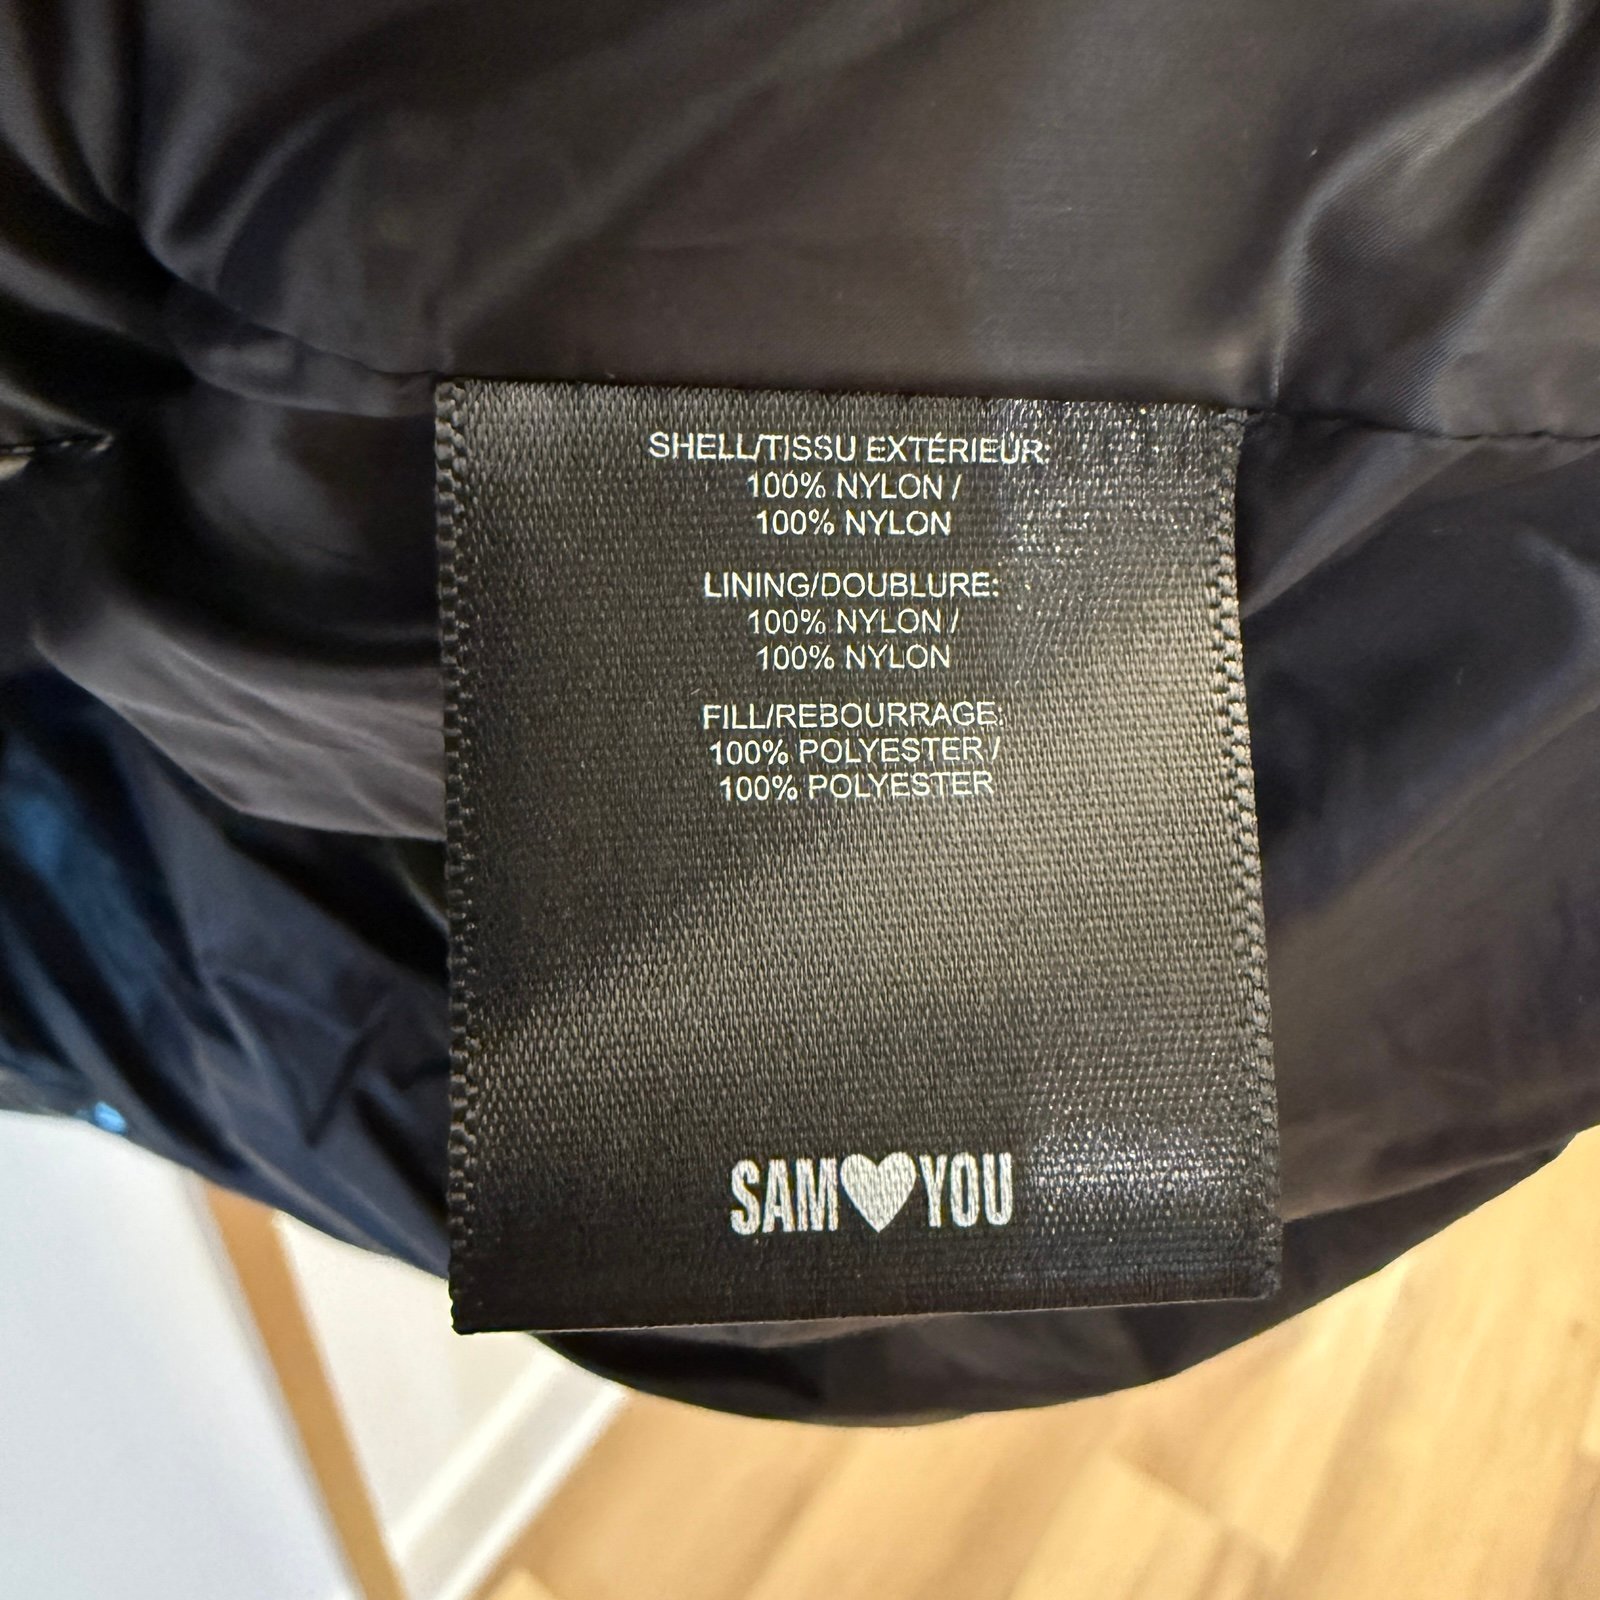 SHELL/TISSU EXTÉRIEUR:
100% NYLON /
100% NYLON
LINING/DOUBLURE:
100% NYLON /
100% NYLON
FILL/REBOURRAGE:
100% POLYESTER /
100% POLYESTER
SAM♥YOU